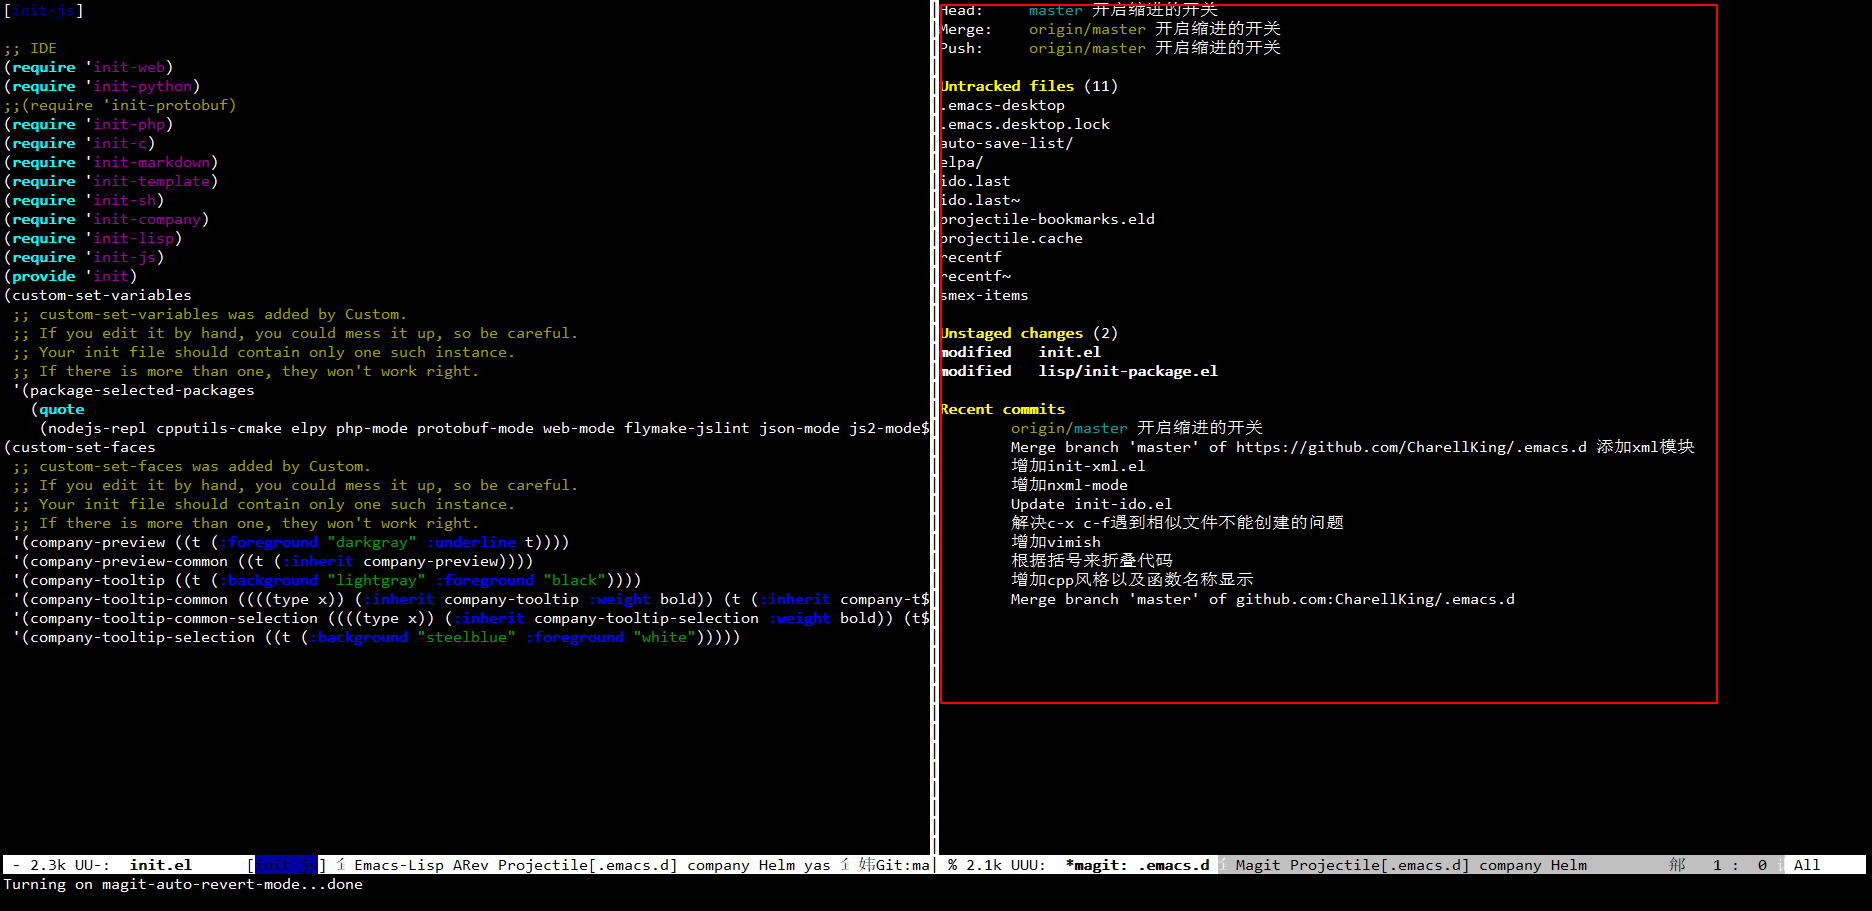 [init-js]
;; IDE
(require 'init-web)
(require 'init-python)
;;(require 'init-protobuf)
(require 'init-php)
(require 'init-c)
(require 'init-markdown)
(require 'init-template)
(require 'init-sh)
(require 'init-company)
(require 'init-lisp)
(require 'init-js)
(provide 'init)
(custom-set-variables
;; custom-set-variables was added by Custom.
;; If you edit it by hand, you could mess it up, so be careful.
;; Your init file should contain only one such instance.
;; If there is more than one, they won't work right.
'(package-selected-packages
(quote
(nodejs-repl cpputils-cmake elpy php-mode protobuf-mode web-mode flymake-jslint json-mode js2-mode$
(custom-set-faces
;; custom-set-faces was added by Custom.
;; If you edit it by hand, you could mess it up, so be careful.
;; Your init file should contain only one such instance.
;; If there is more than one, they won't work right.
'(company-preview ((t (:foreground "darkgray" :underline t))))
'(company-preview-common ((t (:inherit company-preview))))
'(company-tooltip ((t (:background "lightgray" :foreground "black"))))
'(company-tooltip-common ((((type x)) (:inherit company-tooltip :weight bold)) (t (:inherit company-t$
'(company-tooltip-common-selection ((((type x)) (:inherit company-tooltip-selection :weight bold)) (t$
'(company-tooltip-selection ((t (:background "steelblue" :foreground "white")))))
- 2.3k UU-:  init.el [init-js] Emacs-Lisp ARev Projectile[.emacs.d] company Helm yas Git:ma
Turning on magit-auto-revert-mode...done
Head: master 开启缩进的开关
Merge: origin/master 开启缩进的开关
Push: origin/master 开启缩进的开关
Untracked files (11)
.emacs-desktop
.emacs.desktop.lock
auto-save-list/
elpa/
ido.last
ido.last~
projectile-bookmarks.eld
projectile.cache
recentf
recentf~
smex-items
Unstaged changes (2)
modified   init.el
modified   lisp/init-package.el
Recent commits
origin/master 开启缩进的开关
Merge branch 'master' of https://github.com/CharellKing/.emacs.d 添加xml模块
增加init-xml.el
增加nxml-mode
Update init-ido.el
解决c-x c-f遇到相似文件不能创建的问题
增加vimish
根据括号来折叠代码
增加cpp风格以及函数名称显示
Merge branch 'master' of github.com:CharellKing/.emacs.d
% 2.1k UUU:  *magit: .emacs.d Magit Projectile[.emacs.d] company Helm 1 : 0 All